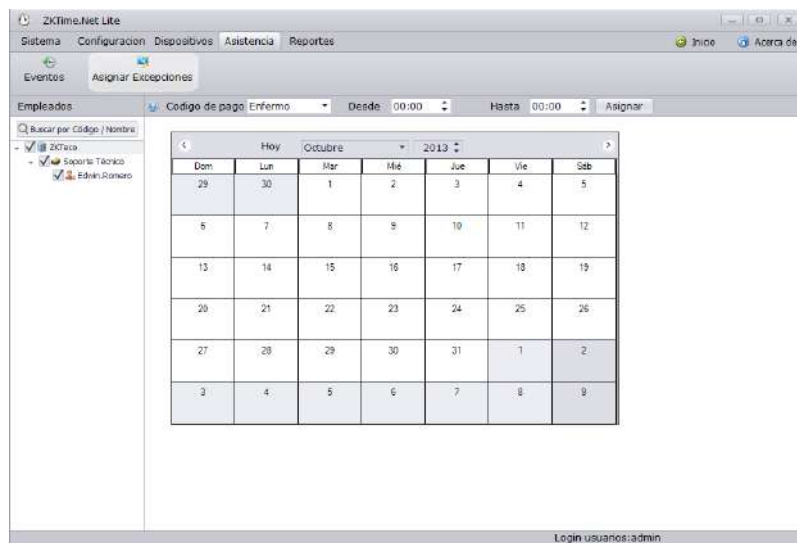 ZKTime.Net Lite
Sistema Configuracion Dispositivos Asistencia Reportes Inicio Acerca de
Eventos Asignar Excepciones
Empleados Codigo de pago Enfermo Desde 00:00 Hasta 00:00 Asignar
Buscar por Código / Nombre
ZKTeco
Soporte Técnico
Edwin.Romero
Hoy Octubre 2013
Dom Lun Mar Mié Jue Vie Sáb
29 30 1 2 3 4 5
6 7 8 9 10 11 12
13 14 15 16 17 18 19
20 21 22 23 24 25 26
27 28 29 30 31 1 2
3 4 5 6 7 8 9
Login usuarios:admin